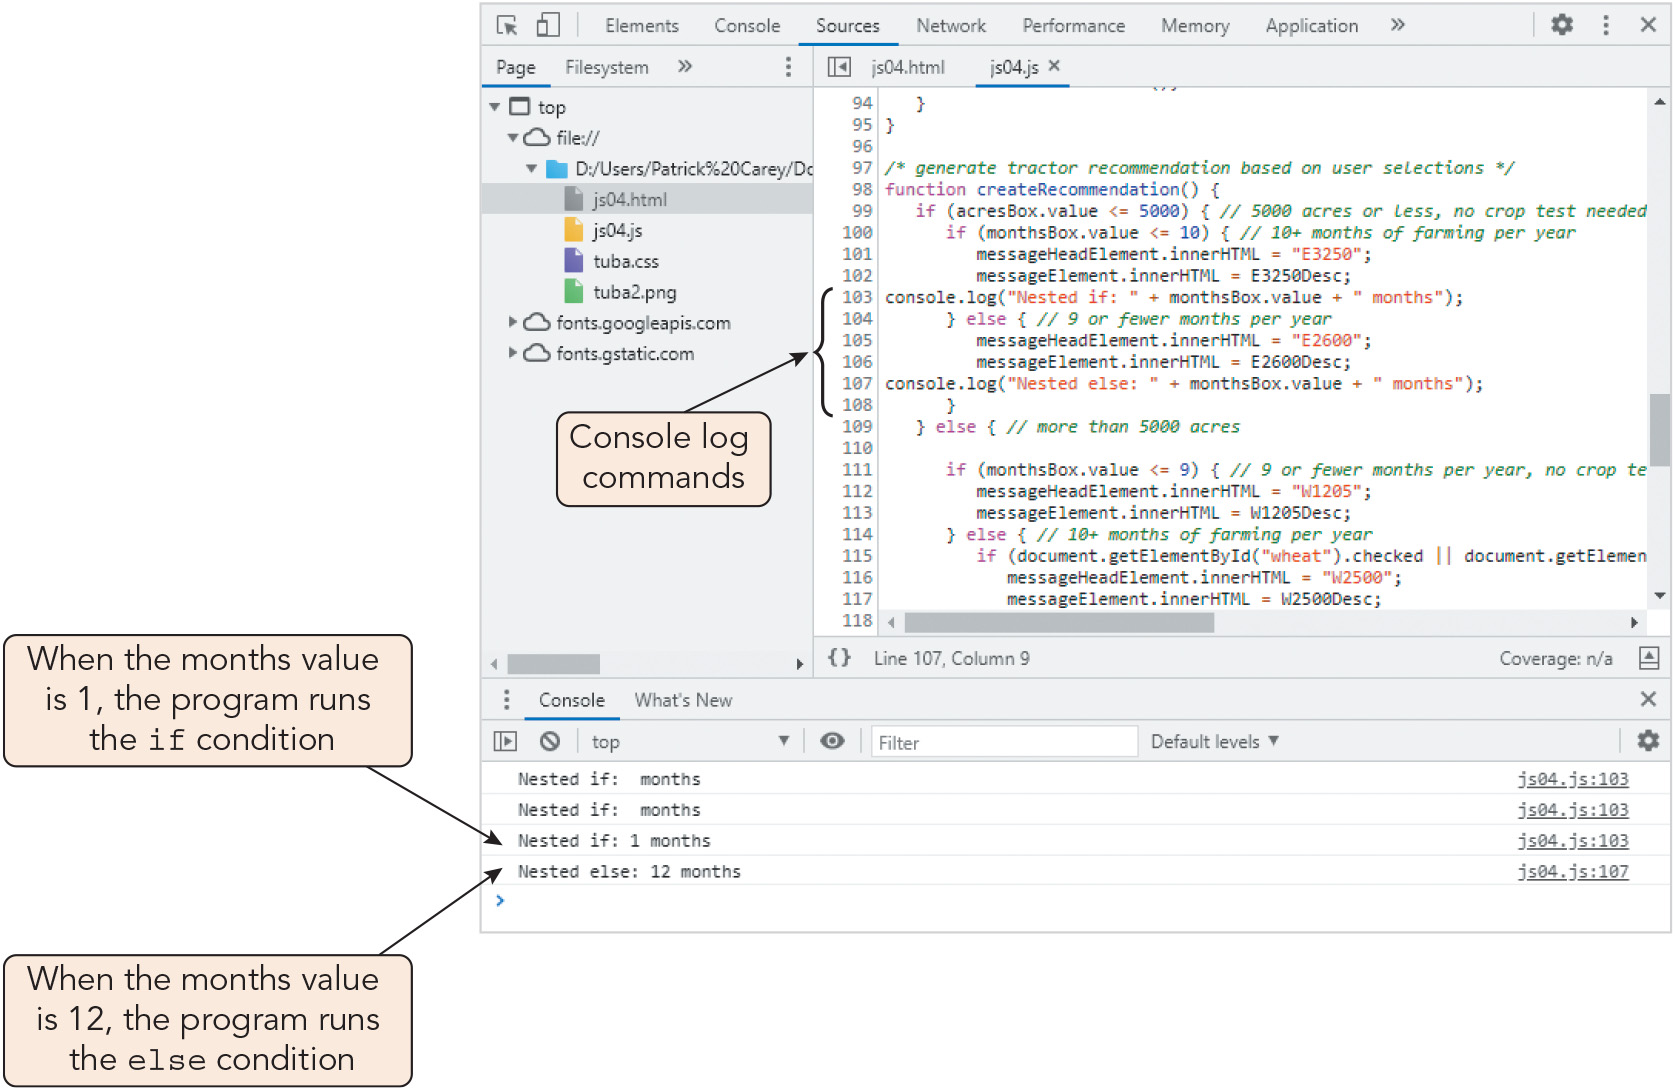 Elements Console Sources Network Performance Memory Application »
Page Filesystem »
js04.html js04.js ×
top
file://
D:/Users/Patrick%20Carey/Do
js04.html
js04.js
tuba.css
tuba2.png
fonts.googleapis.com
fonts.gstatic.com
94 }
95 }
96
97 /* generate tractor recommendation based on user selections */
98 function createRecommendation() {
99 if (acresBox.value <= 5000) { // 5000 acres or less, no crop test needed
100 if (monthsBox.value <= 10) { // 10+ months of farming per year
101 messageHeadElement.innerHTML = "E3250";
102 messageElement.innerHTML = E3250Desc;
103 console.log("Nested if: " + monthsBox.value + " months");
104 } else { // 9 or fewer months per year
105 messageHeadElement.innerHTML = "E2600";
106 messageElement.innerHTML = E2600Desc;
107 console.log("Nested else: " + monthsBox.value + " months");
108 }
109 } else { // more than 5000 acres
110
111 if (monthsBox.value <= 9) { // 9 or fewer months per year, no crop te
112 messageHeadElement.innerHTML = "W1205";
113 messageElement.innerHTML = W1205Desc;
114 } else { // 10+ months of farming per year
115 if (document.getElementById("wheat").checked || document.getElemen
116 messageHeadElement.innerHTML = "W2500";
117 messageElement.innerHTML = W2500Desc;
118
Console log
commands
{} Line 107, Column 9 Coverage: n/a
Console What's New
top Filter Default levels
Nested if:  months js04.js:103
Nested if:  months js04.js:103
Nested if: 1 months js04.js:103
Nested else: 12 months js04.js:107
>
When the months value
is 1, the program runs
the if condition
When the months value
is 12, the program runs
the else condition